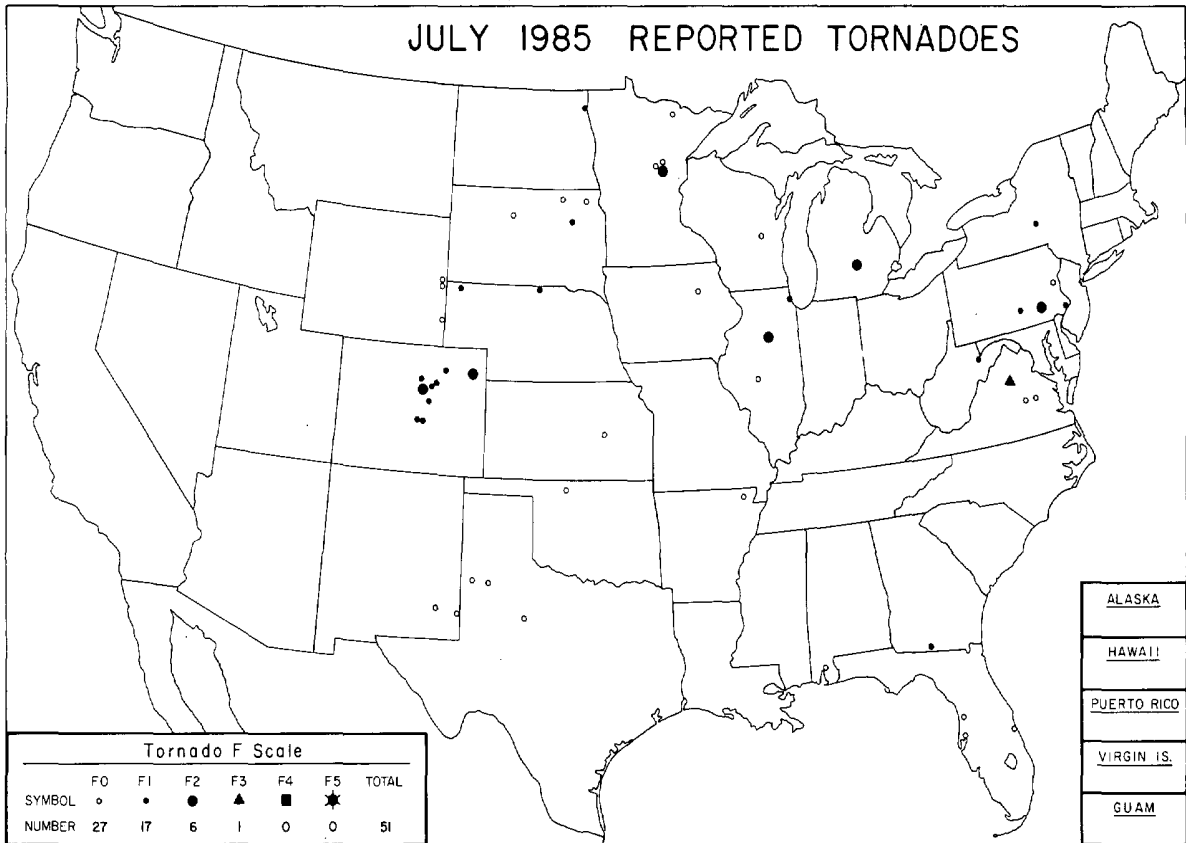 JULY 1985 REPORTED TORNADOES
ALASKA
HAWAII
PUERTO RICO
VIRGIN IS.
GUAM
Tornado F Scale
F0 F1 F2 F3 F4 F5 TOTAL
SYMBOL
NUMBER 27 17 6 1 0 0 51